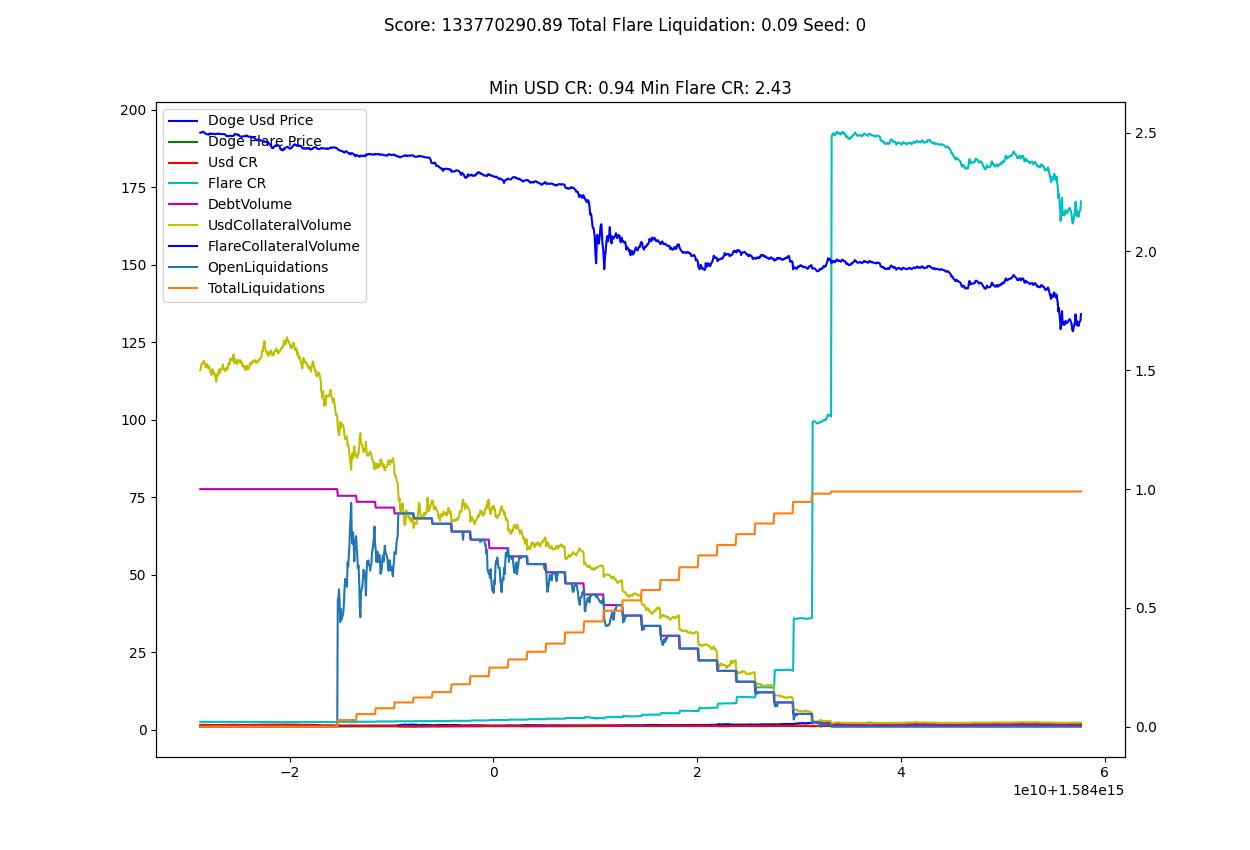 Score: 133770290.89 Total Flare Liquidation: 0.09 Seed: 0
Min USD CR: 0.94 Min Flare CR: 2.43
200
175
150
125
100
75
50
25
0
Doge Usd Price
Doge Flare Price
Usd CR
Flare CR
DebtVolume
UsdCollateralVolume
FlareCollateralVolume
OpenLiquidations
TotalLiquidations
2.5
2.0
1.5
1.0
0.5
0.0
−2
0
2
4
6
1e10+1.584e15